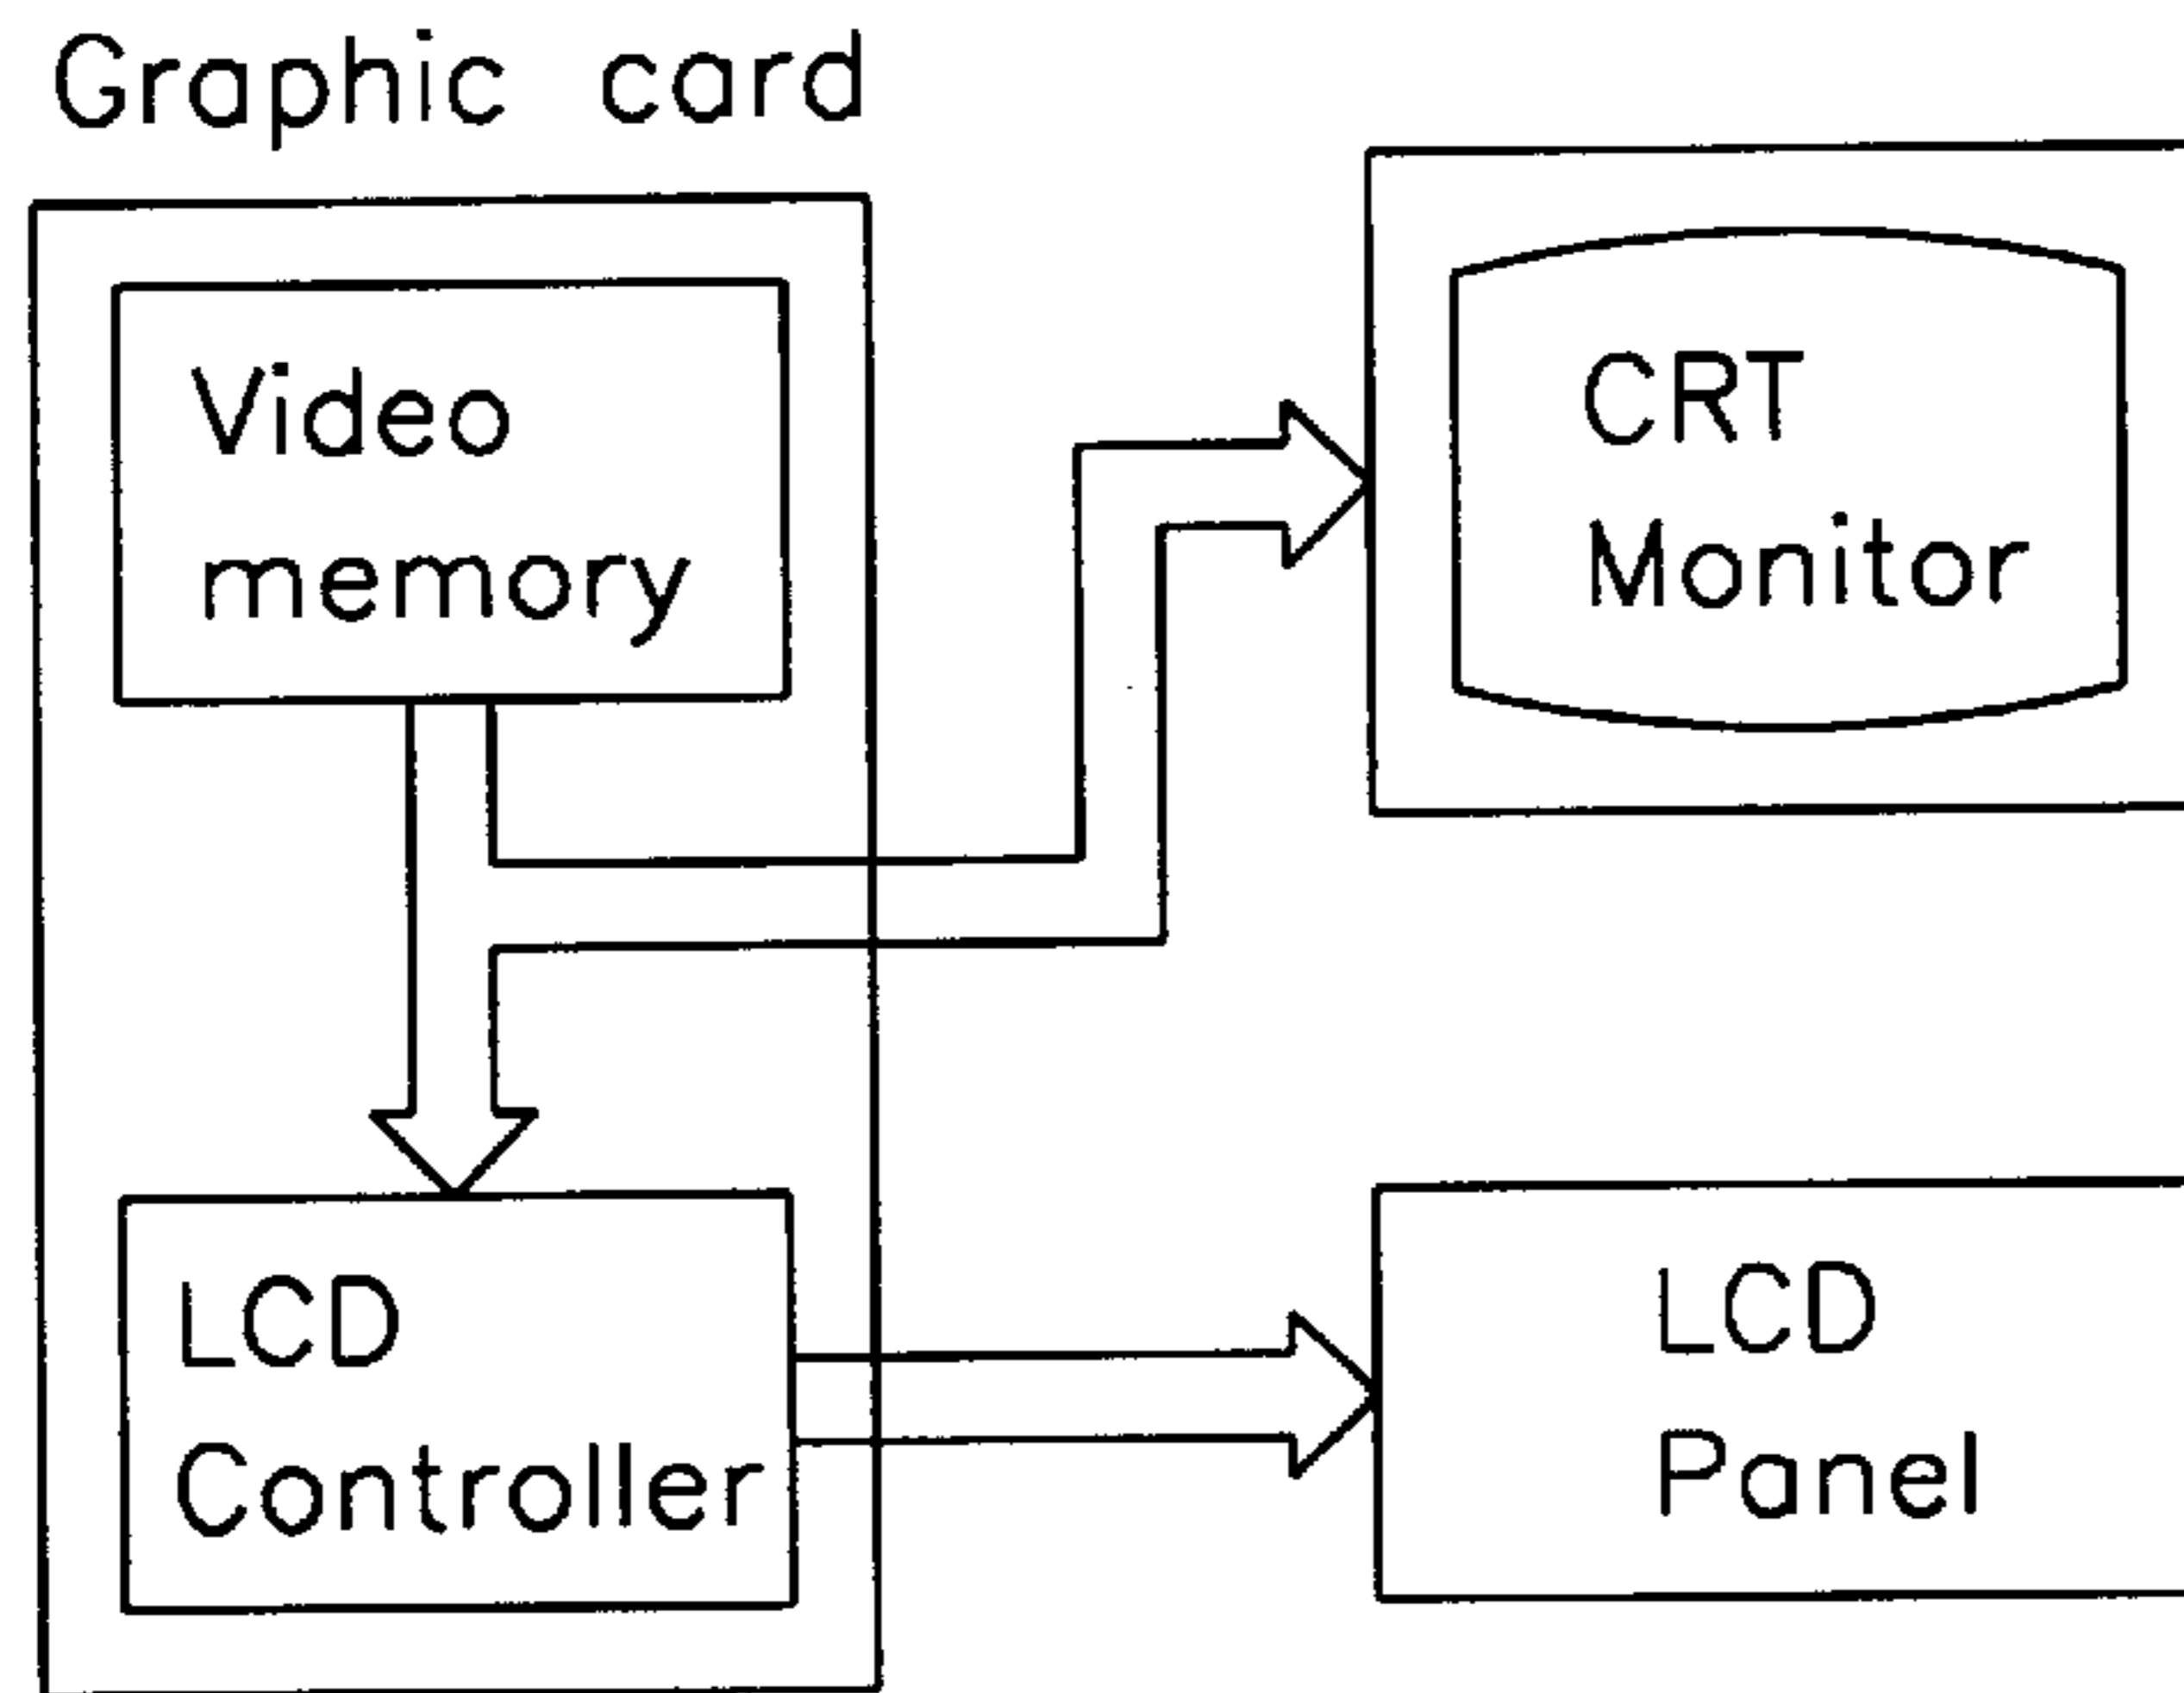 Graphic card
Video
memory
CRT
Monitor
LCD
Controller
LCD
Panel